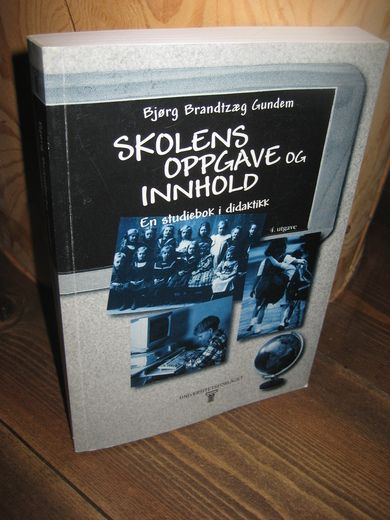 Bjørg Brandtzæg Gundem
SKOLENS
OPPGAVE OG
INNHOLD
En studiebok i didaktikk
4. utgave
UNIVERSITETSFORLAGET